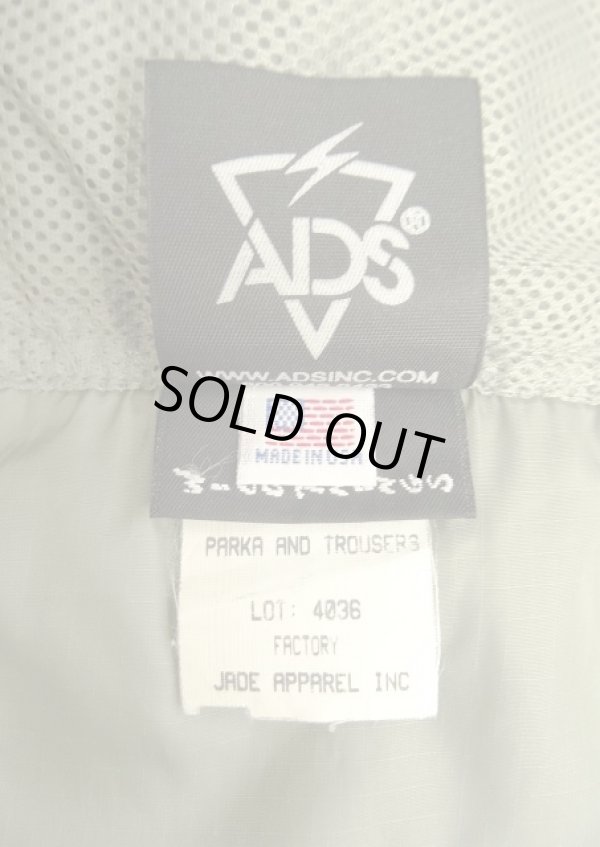 ADS®
WWW.ADSINC.COM
SOLD OUT
MADE IN USA
PARKA AND TROUSERS
LOT: 4036
FACTORY
JADE APPAREL INC